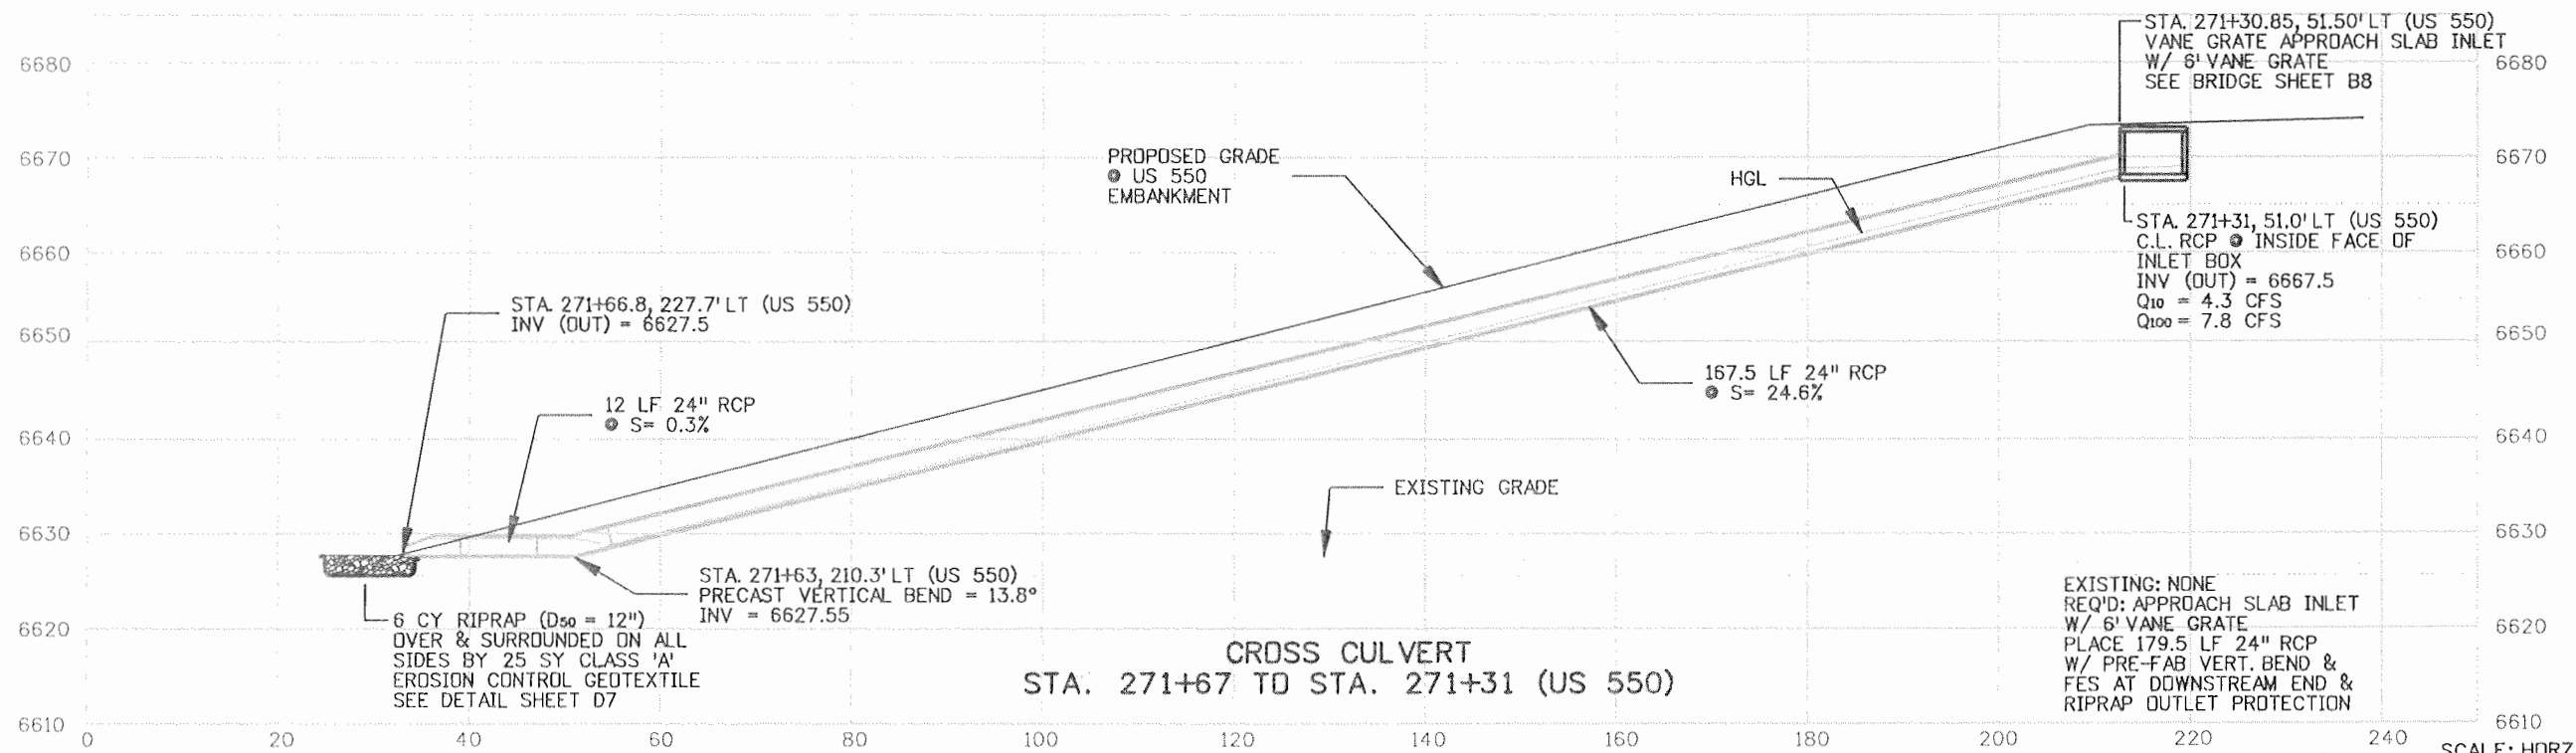 STA. 271+30.85, 51.50' LT (US 550)
VANE GRATE APPROACH SLAB INLET
W/ 6' VANE GRATE
SEE BRIDGE SHEET B8
6680
6680
PROPOSED GRADE
@ US 550
EMBANKMENT
HGL
6670
6670
STA. 271+31, 51.0' LT (US 550)
C.L. RCP @ INSIDE FACE OF
INLET BOX
INV (OUT) = 6667.5
Q10 = 4.3 CFS
Q100 = 7.8 CFS
6660
6660
STA. 271+66.8, 227.7' LT (US 550)
INV (OUT) = 6627.5
6650
6650
167.5 LF 24" RCP
@ S= 24.6%
12 LF 24" RCP
@ S= 0.3%
6640
6640
EXISTING GRADE
6630
6630
STA. 271+63, 210.3' LT (US 550)
PRECAST VERTICAL BEND = 13.8°
INV = 6627.55
6 CY RIPRAP (D50 = 12")
OVER & SURROUNDED ON ALL
SIDES BY 25 SY CLASS 'A'
EROSION CONTROL GEOTEXTILE
SEE DETAIL SHEET D7
6620
6620
CROSS CULVERT
STA. 271+67 TO STA. 271+31 (US 550)
EXISTING: NONE
REQ'D: APPROACH SLAB INLET
W/ 6' VANE GRATE
PLACE 179.5 LF 24" RCP
W/ PRE-FAB VERT. BEND &
FES AT DOWNSTREAM END &
RIPRAP OUTLET PROTECTION
6610
6610
0 20 40 60 80 100 120 140 160 180 200 220 240
SCALE: HORZ